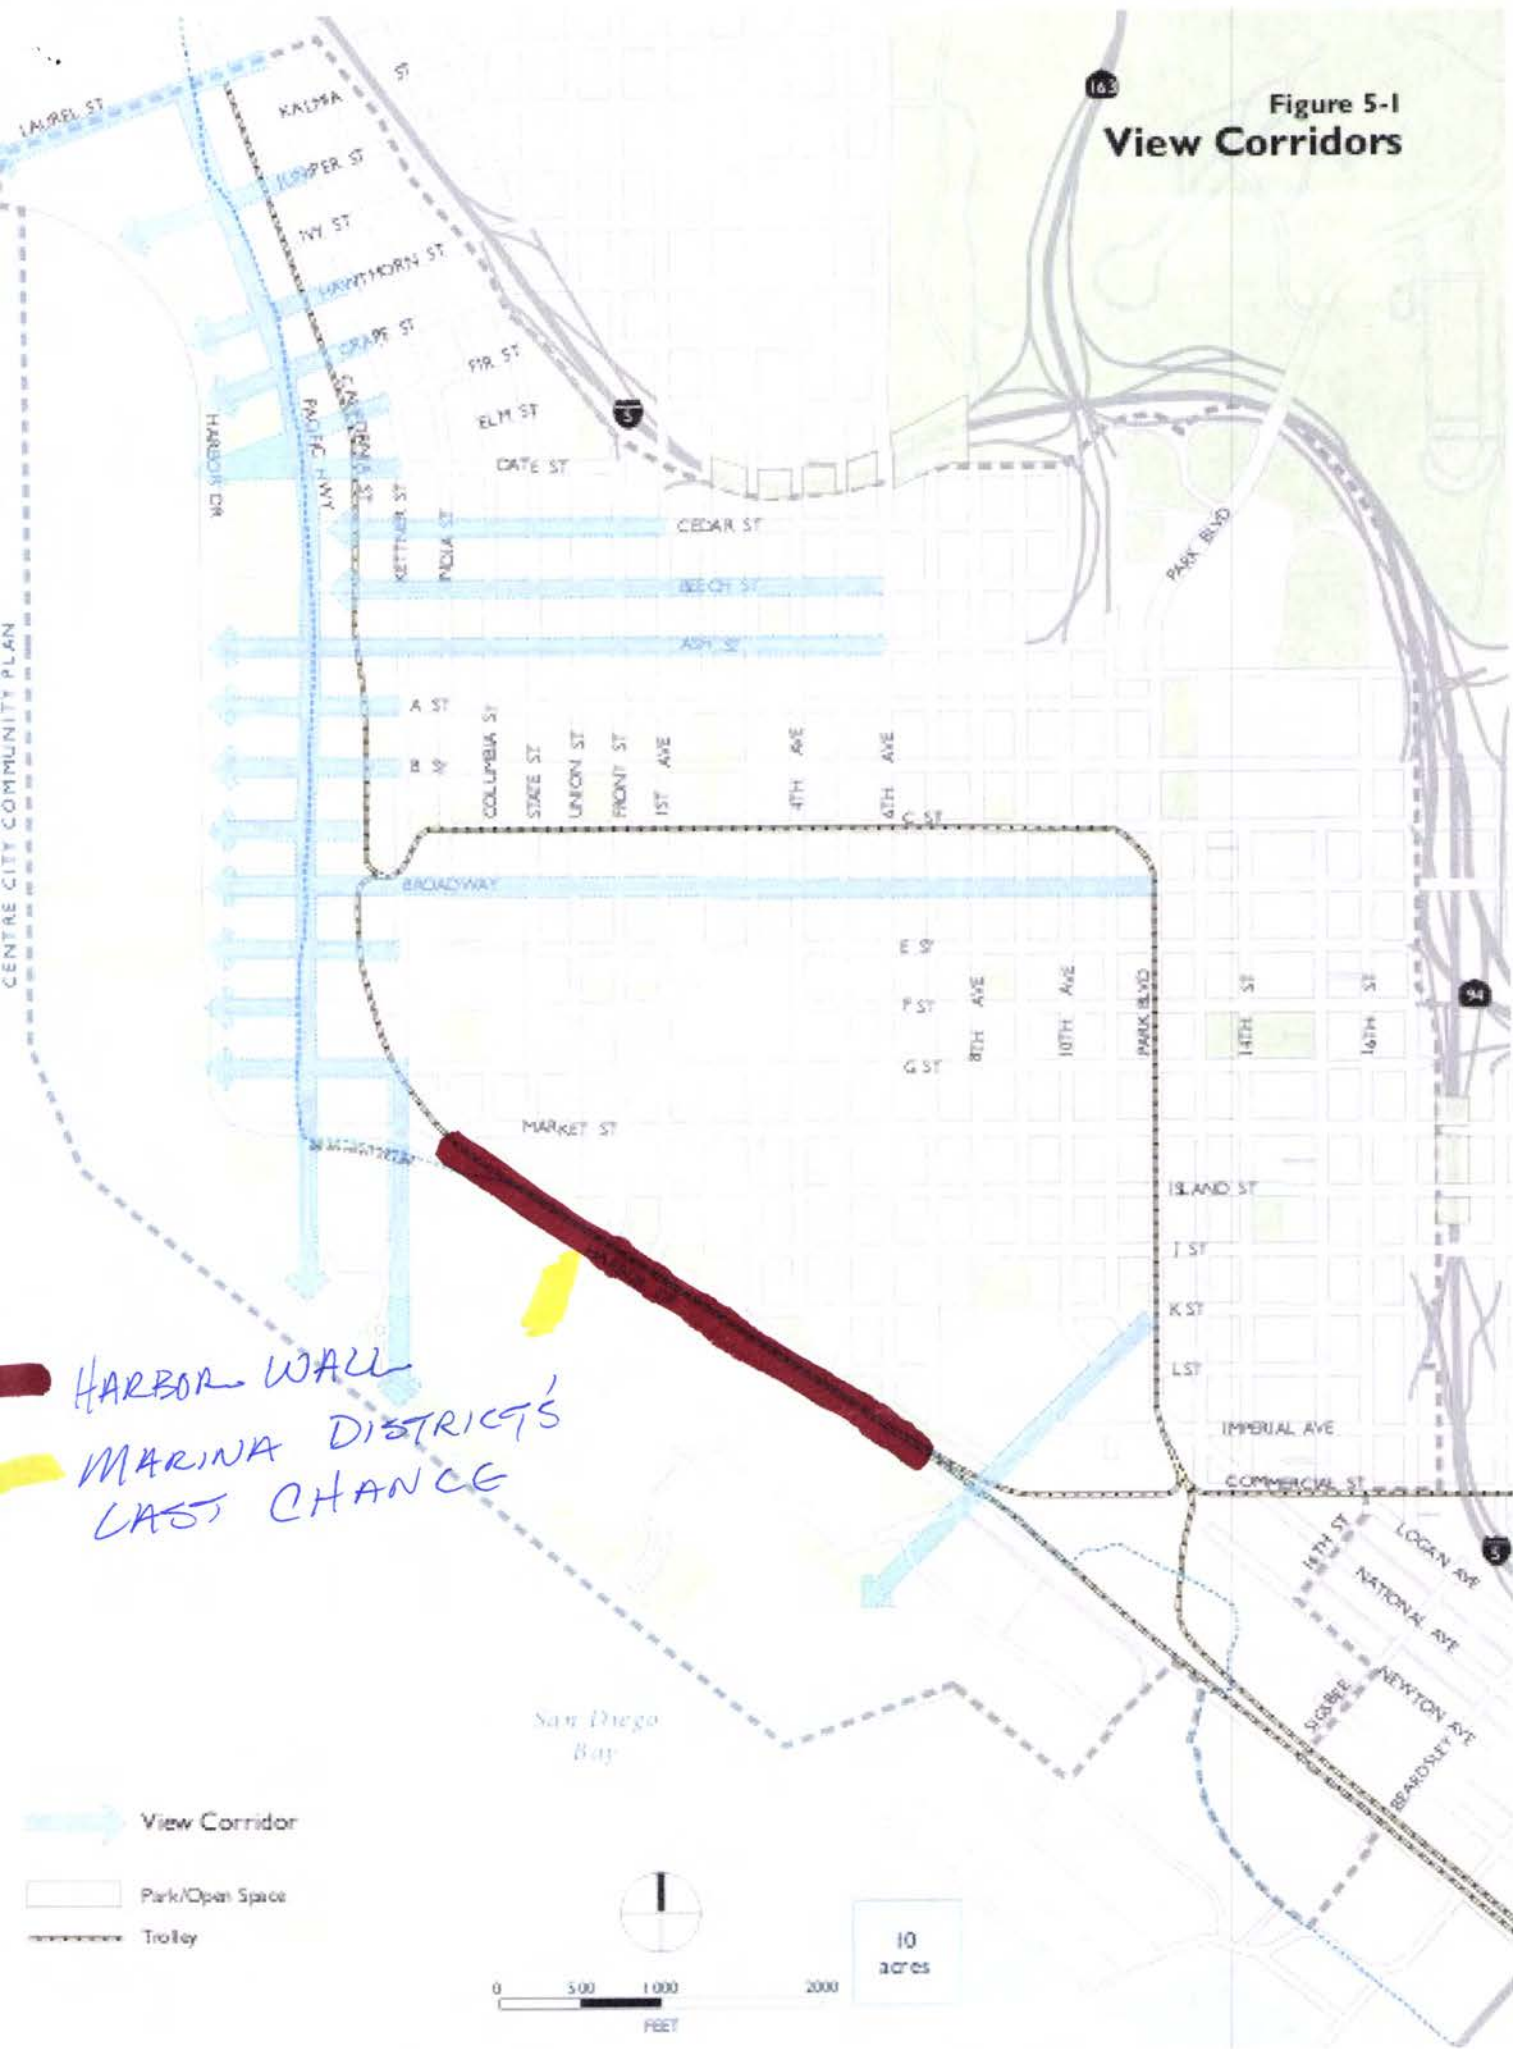 Figure 5-1
View Corridors
163
LAUREL ST
KALMIA
ST
JUNIPER ST
IVY ST
HAWTHORN ST
GRAPE ST
FIR ST
ELM ST
DATE ST
5
HARBOR DR
PACIFIC HWY
CALIFORNIA ST
KETTNER ST
INDIA ST
CEDAR ST
BEECH ST
ASH ST
PARK BLVD
CENTRE CITY COMMUNITY PLAN
A ST
B ST
COLUMBIA ST
STATE ST
UNION ST
FRONT ST
1ST AVE
4TH AVE
6TH AVE
C ST
BROADWAY
E ST
F ST
G ST
8TH AVE
10TH AVE
PARK BLVD
14TH ST
16TH ST
94
MARKET ST
ISLAND ST
J ST
K ST
L ST
IMPERIAL AVE
COMMERCIAL ST
HARBOR WALL
MARINA DISTRICT'S
LAST CHANCE
16TH ST
LOGAN AVE
5
NATIONAL AVE
NEWTON AVE
SIGSBEE
BEARDSLEY
San Diego
Bay
View Corridor
Park/Open Space
Trolley
10
acres
0 500 1000 2000
FEET